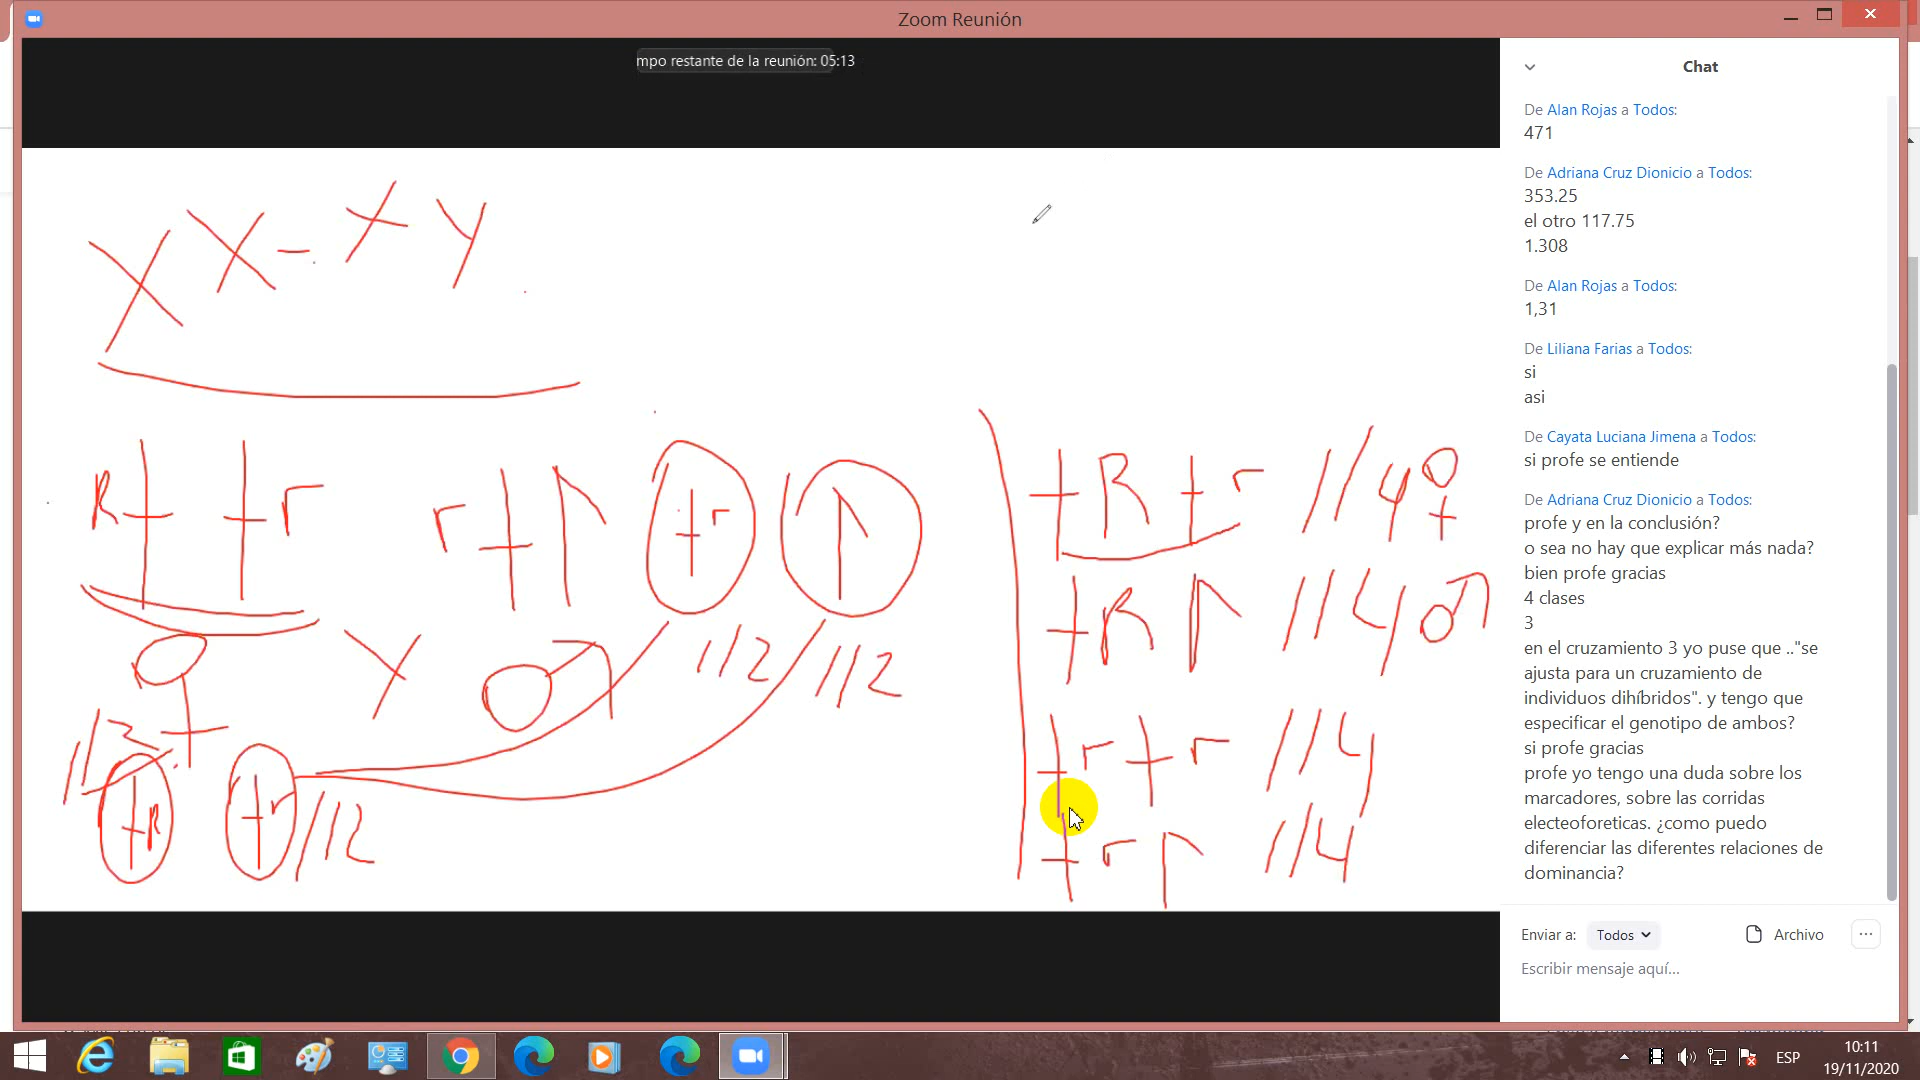 Zoom Reunión
mpo restante de la reunión: 05:13
X X - X Y
R r r r
1/2 1/2
1/2
R r 1/2
R r 1/4 ♀
R 1/4 ♂
r r 1/4
r 1/4
Chat
De Alan Rojas a Todos:
471
De Adriana Cruz Dionicio a Todos:
353.25
el otro 117.75
1.308
De Alan Rojas a Todos:
1,31
De Liliana Farias a Todos:
si
asi
De Cayata Luciana Jimena a Todos:
si profe se entiende
De Adriana Cruz Dionicio a Todos:
profe y en la conclusión?
o sea no hay que explicar más nada?
bien profe gracias
4 clases
3
en el cruzamiento 3 yo puse que .."se
ajusta para un cruzamiento de
individuos dihíbridos". y tengo que
especificar el genotipo de ambos?
si profe gracias
profe yo tengo una duda sobre los
marcadores, sobre las corridas
electeoforeticas. ¿como puedo
diferenciar las diferentes relaciones de
dominancia?
Enviar a: Todos Archivo ...
Escribir mensaje aquí...
ESP
10:11
19/11/2020